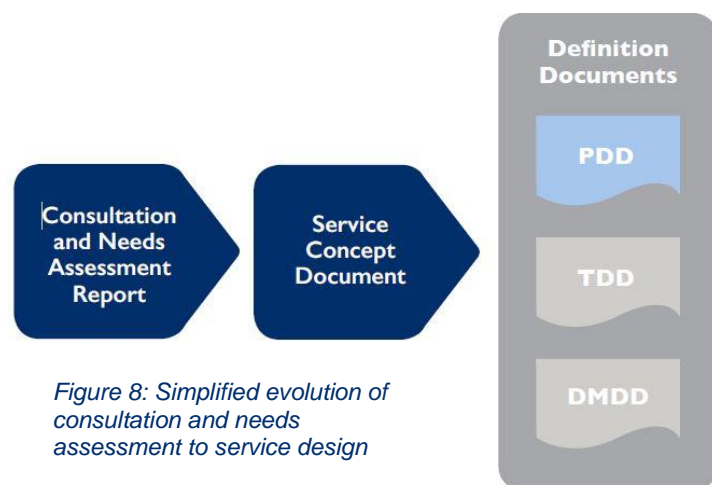 Consultation
and Needs
Assessment
Report
Service
Concept
Document
Definition
Documents
PDD
TDD
DMDD
Figure 8: Simplified evolution of
consultation and needs
assessment to service design